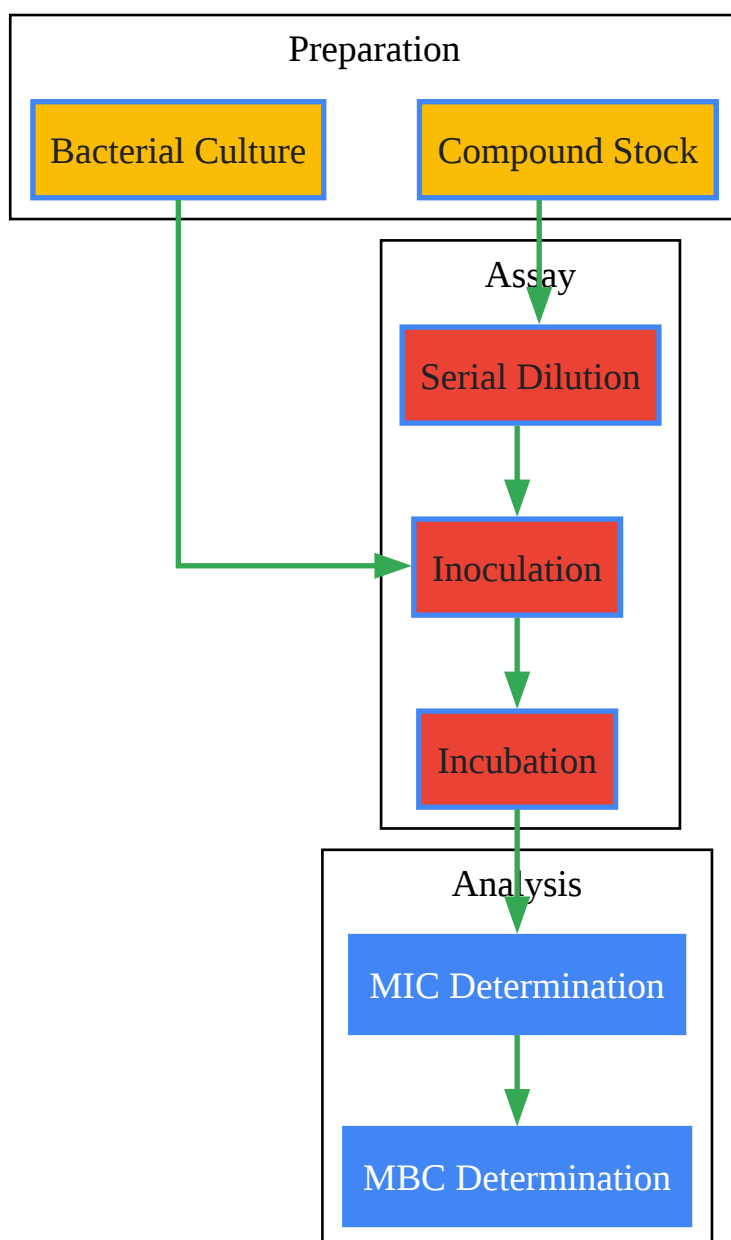 Preparation
Bacterial Culture
Compound Stock
Assay
Serial Dilution
Inoculation
Incubation
Analysis
MIC Determination
MBC Determination